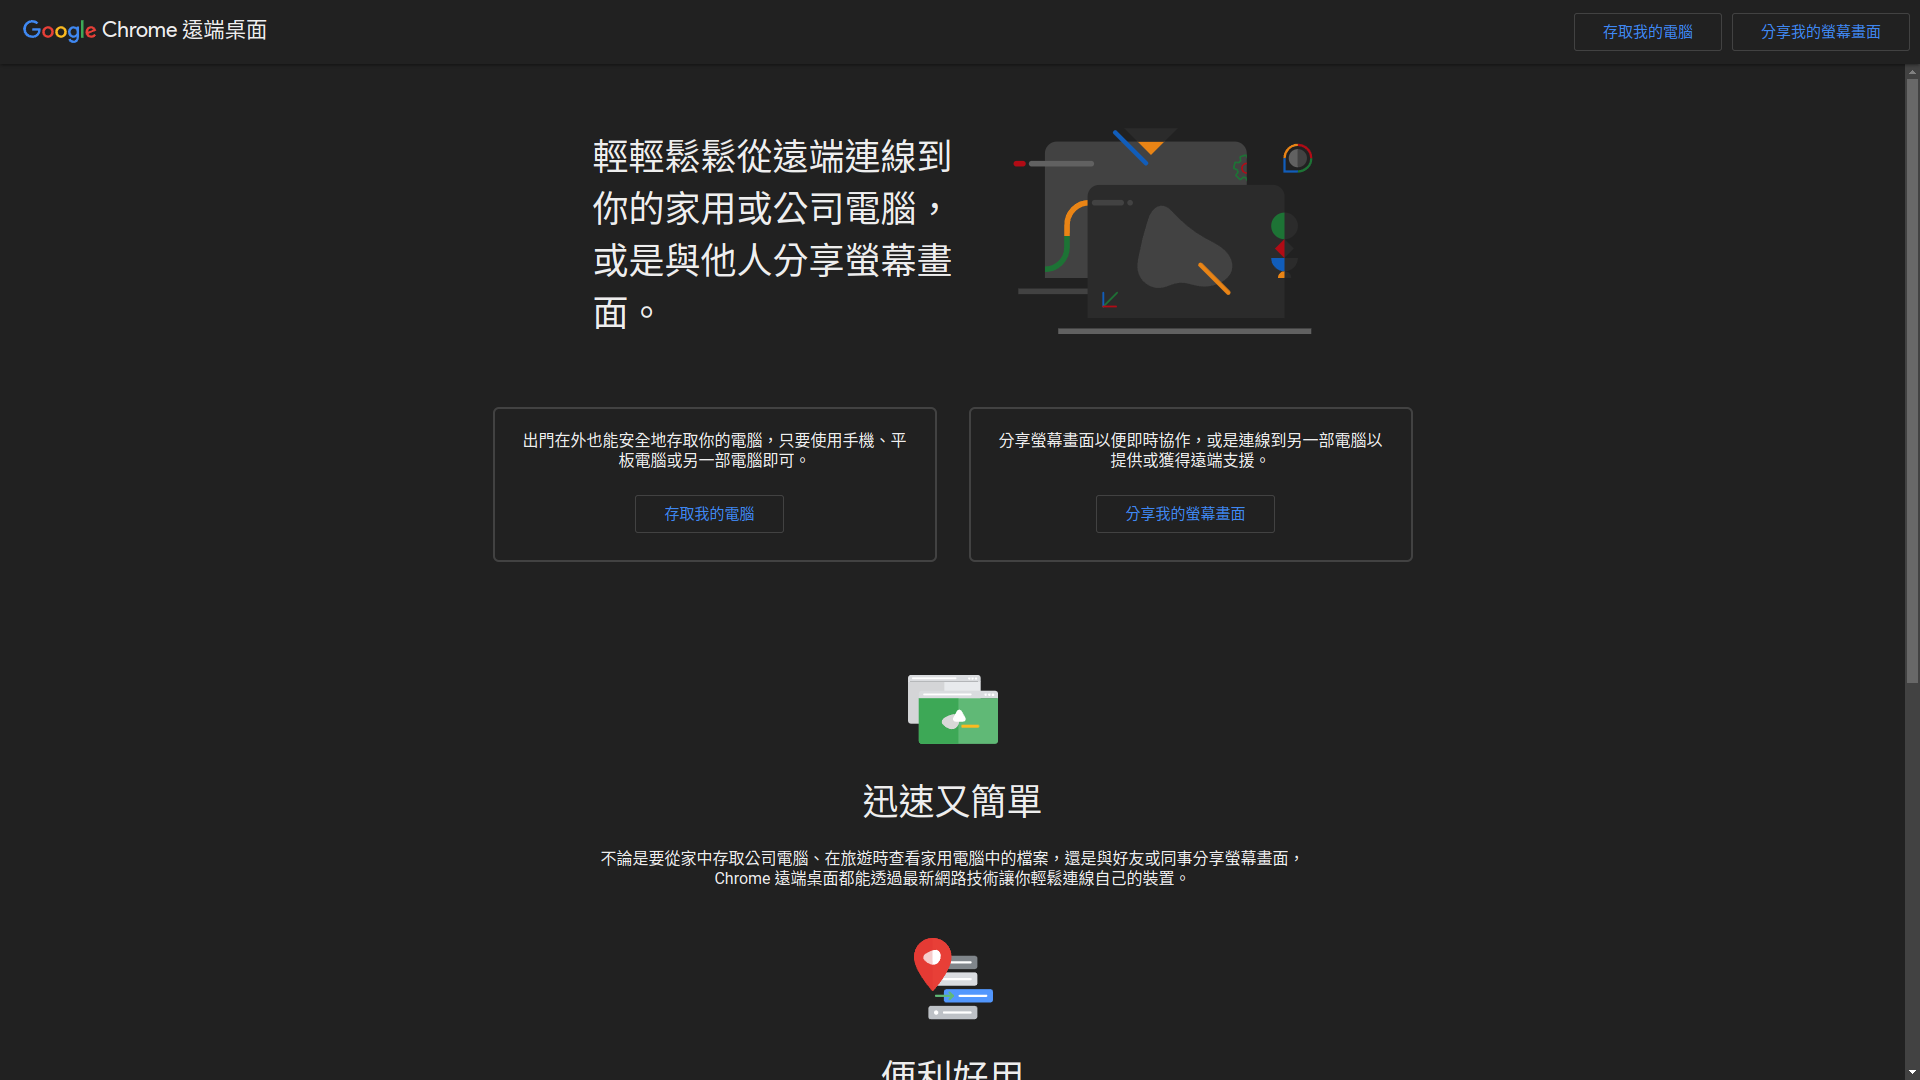 Google Chrome 遠端桌面
存取我的電腦
分享我的螢幕畫面
輕輕鬆鬆從遠端連線到
你的家用或公司電腦，
或是與他人分享螢幕畫
面。
出門在外也能安全地存取你的電腦，只要使用手機、平
板電腦或另一部電腦即可。
存取我的電腦
分享螢幕畫面以便即時協作，或是連線到另一部電腦以
提供或獲得遠端支援。
分享我的螢幕畫面
迅速又簡單
不論是要從家中存取公司電腦、在旅遊時查看家用電腦中的檔案，還是與好友或同事分享螢幕畫面，
Chrome 遠端桌面都能透過最新網路技術讓你輕鬆連線自己的裝置。
便利好用